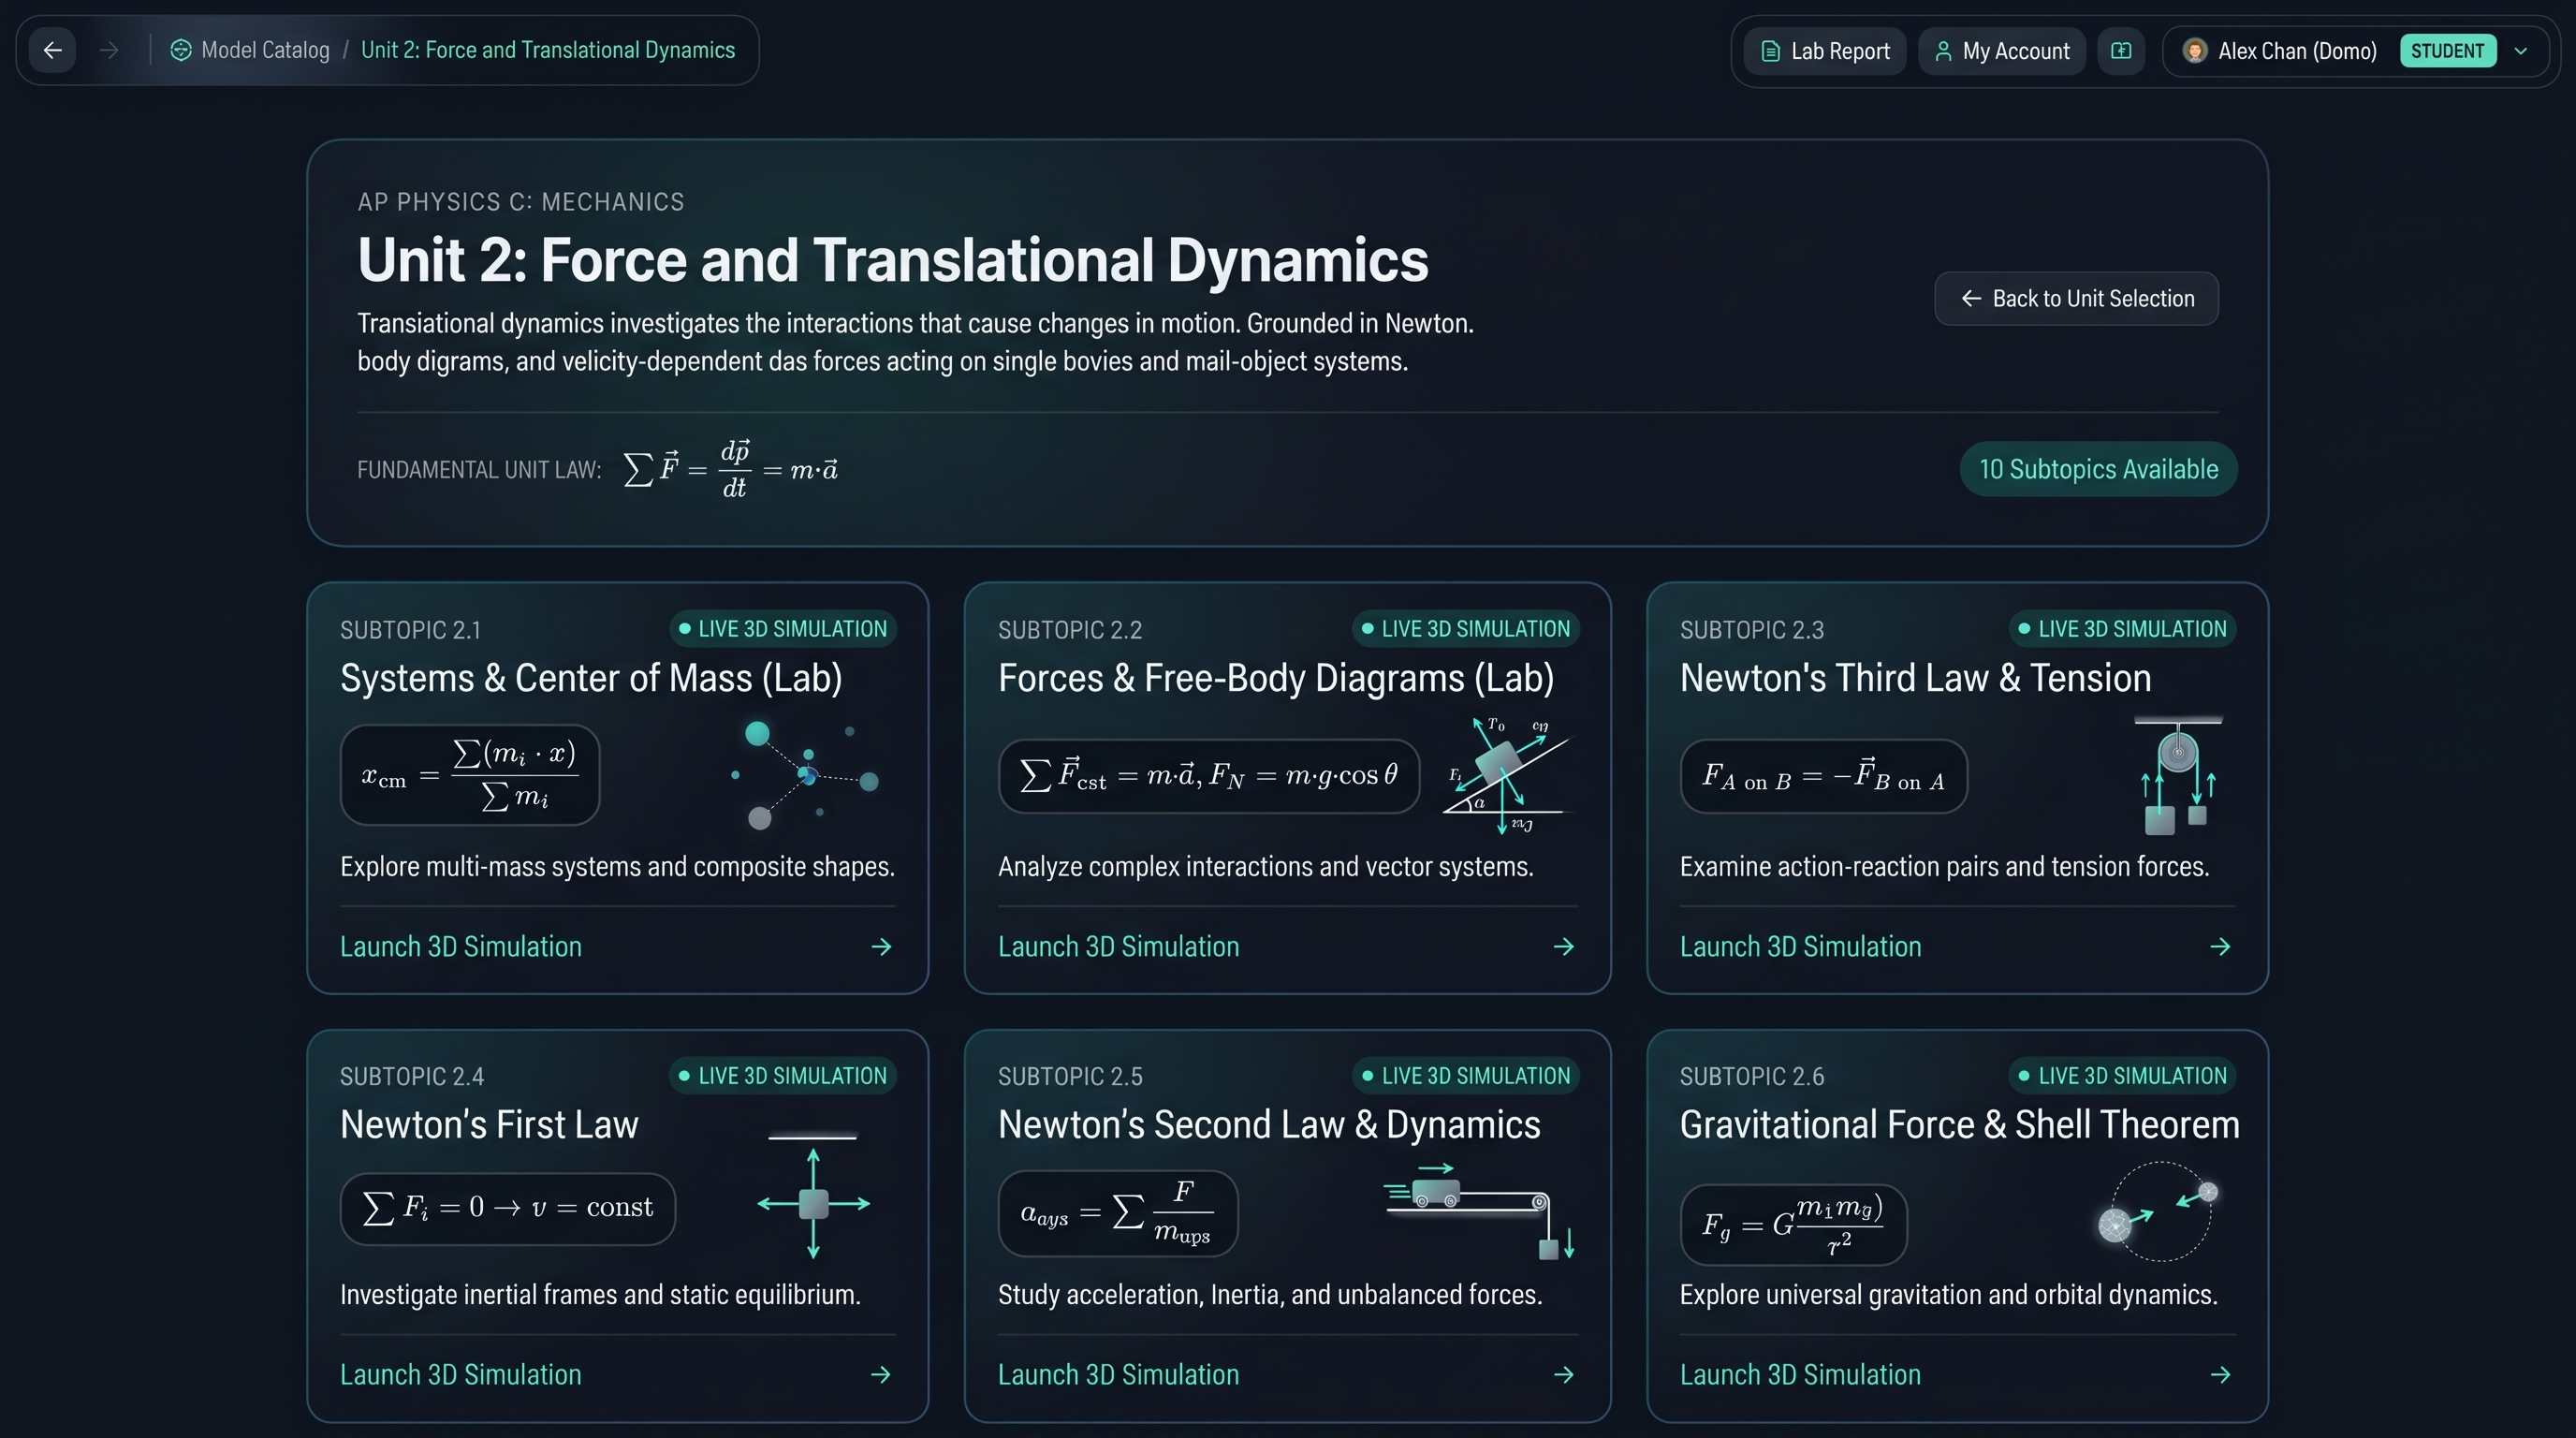 Model Catalog / Unit 2: Force and Translational Dynamics
Lab Report
My Account
Alex Chan (Domo)
STUDENT
AP PHYSICS C: MECHANICS
Unit 2: Force and Translational Dynamics
Transiational dynamics investigates the interactions that cause changes in motion. Grounded in Newton.
body digrams, and velicity-dependent das forces acting on single bovies and mail-object systems.
← Back to Unit Selection
FUNDAMENTAL UNIT LAW: ∑ F⃗ = dp⃗/dt = m·a⃗
10 Subtopics Available
SUBTOPIC 2.1
LIVE 3D SIMULATION
Systems & Center of Mass (Lab)
x_cm = ∑(m_i · x) / ∑ m_i
Explore multi-mass systems and composite shapes.
Launch 3D Simulation →
SUBTOPIC 2.2
LIVE 3D SIMULATION
Forces & Free-Body Diagrams (Lab)
∑ F⃗_cst = m·a⃗, F_N = m·g·cos θ
T₀
a
Analyze complex interactions and vector systems.
Launch 3D Simulation →
SUBTOPIC 2.3
LIVE 3D SIMULATION
Newton's Third Law & Tension
F_A on B = −F⃗_B on A
Examine action-reaction pairs and tension forces.
Launch 3D Simulation →
SUBTOPIC 2.4
LIVE 3D SIMULATION
Newton's First Law
∑ F_i = 0 → v = const
Investigate inertial frames and static equilibrium.
Launch 3D Simulation →
SUBTOPIC 2.5
LIVE 3D SIMULATION
Newton's Second Law & Dynamics
a_ays = ∑ F / m_ups
Study acceleration, Inertia, and unbalanced forces.
Launch 3D Simulation →
SUBTOPIC 2.6
LIVE 3D SIMULATION
Gravitational Force & Shell Theorem
F_g = G m_i m_g) / r²
Explore universal gravitation and orbital dynamics.
Launch 3D Simulation →